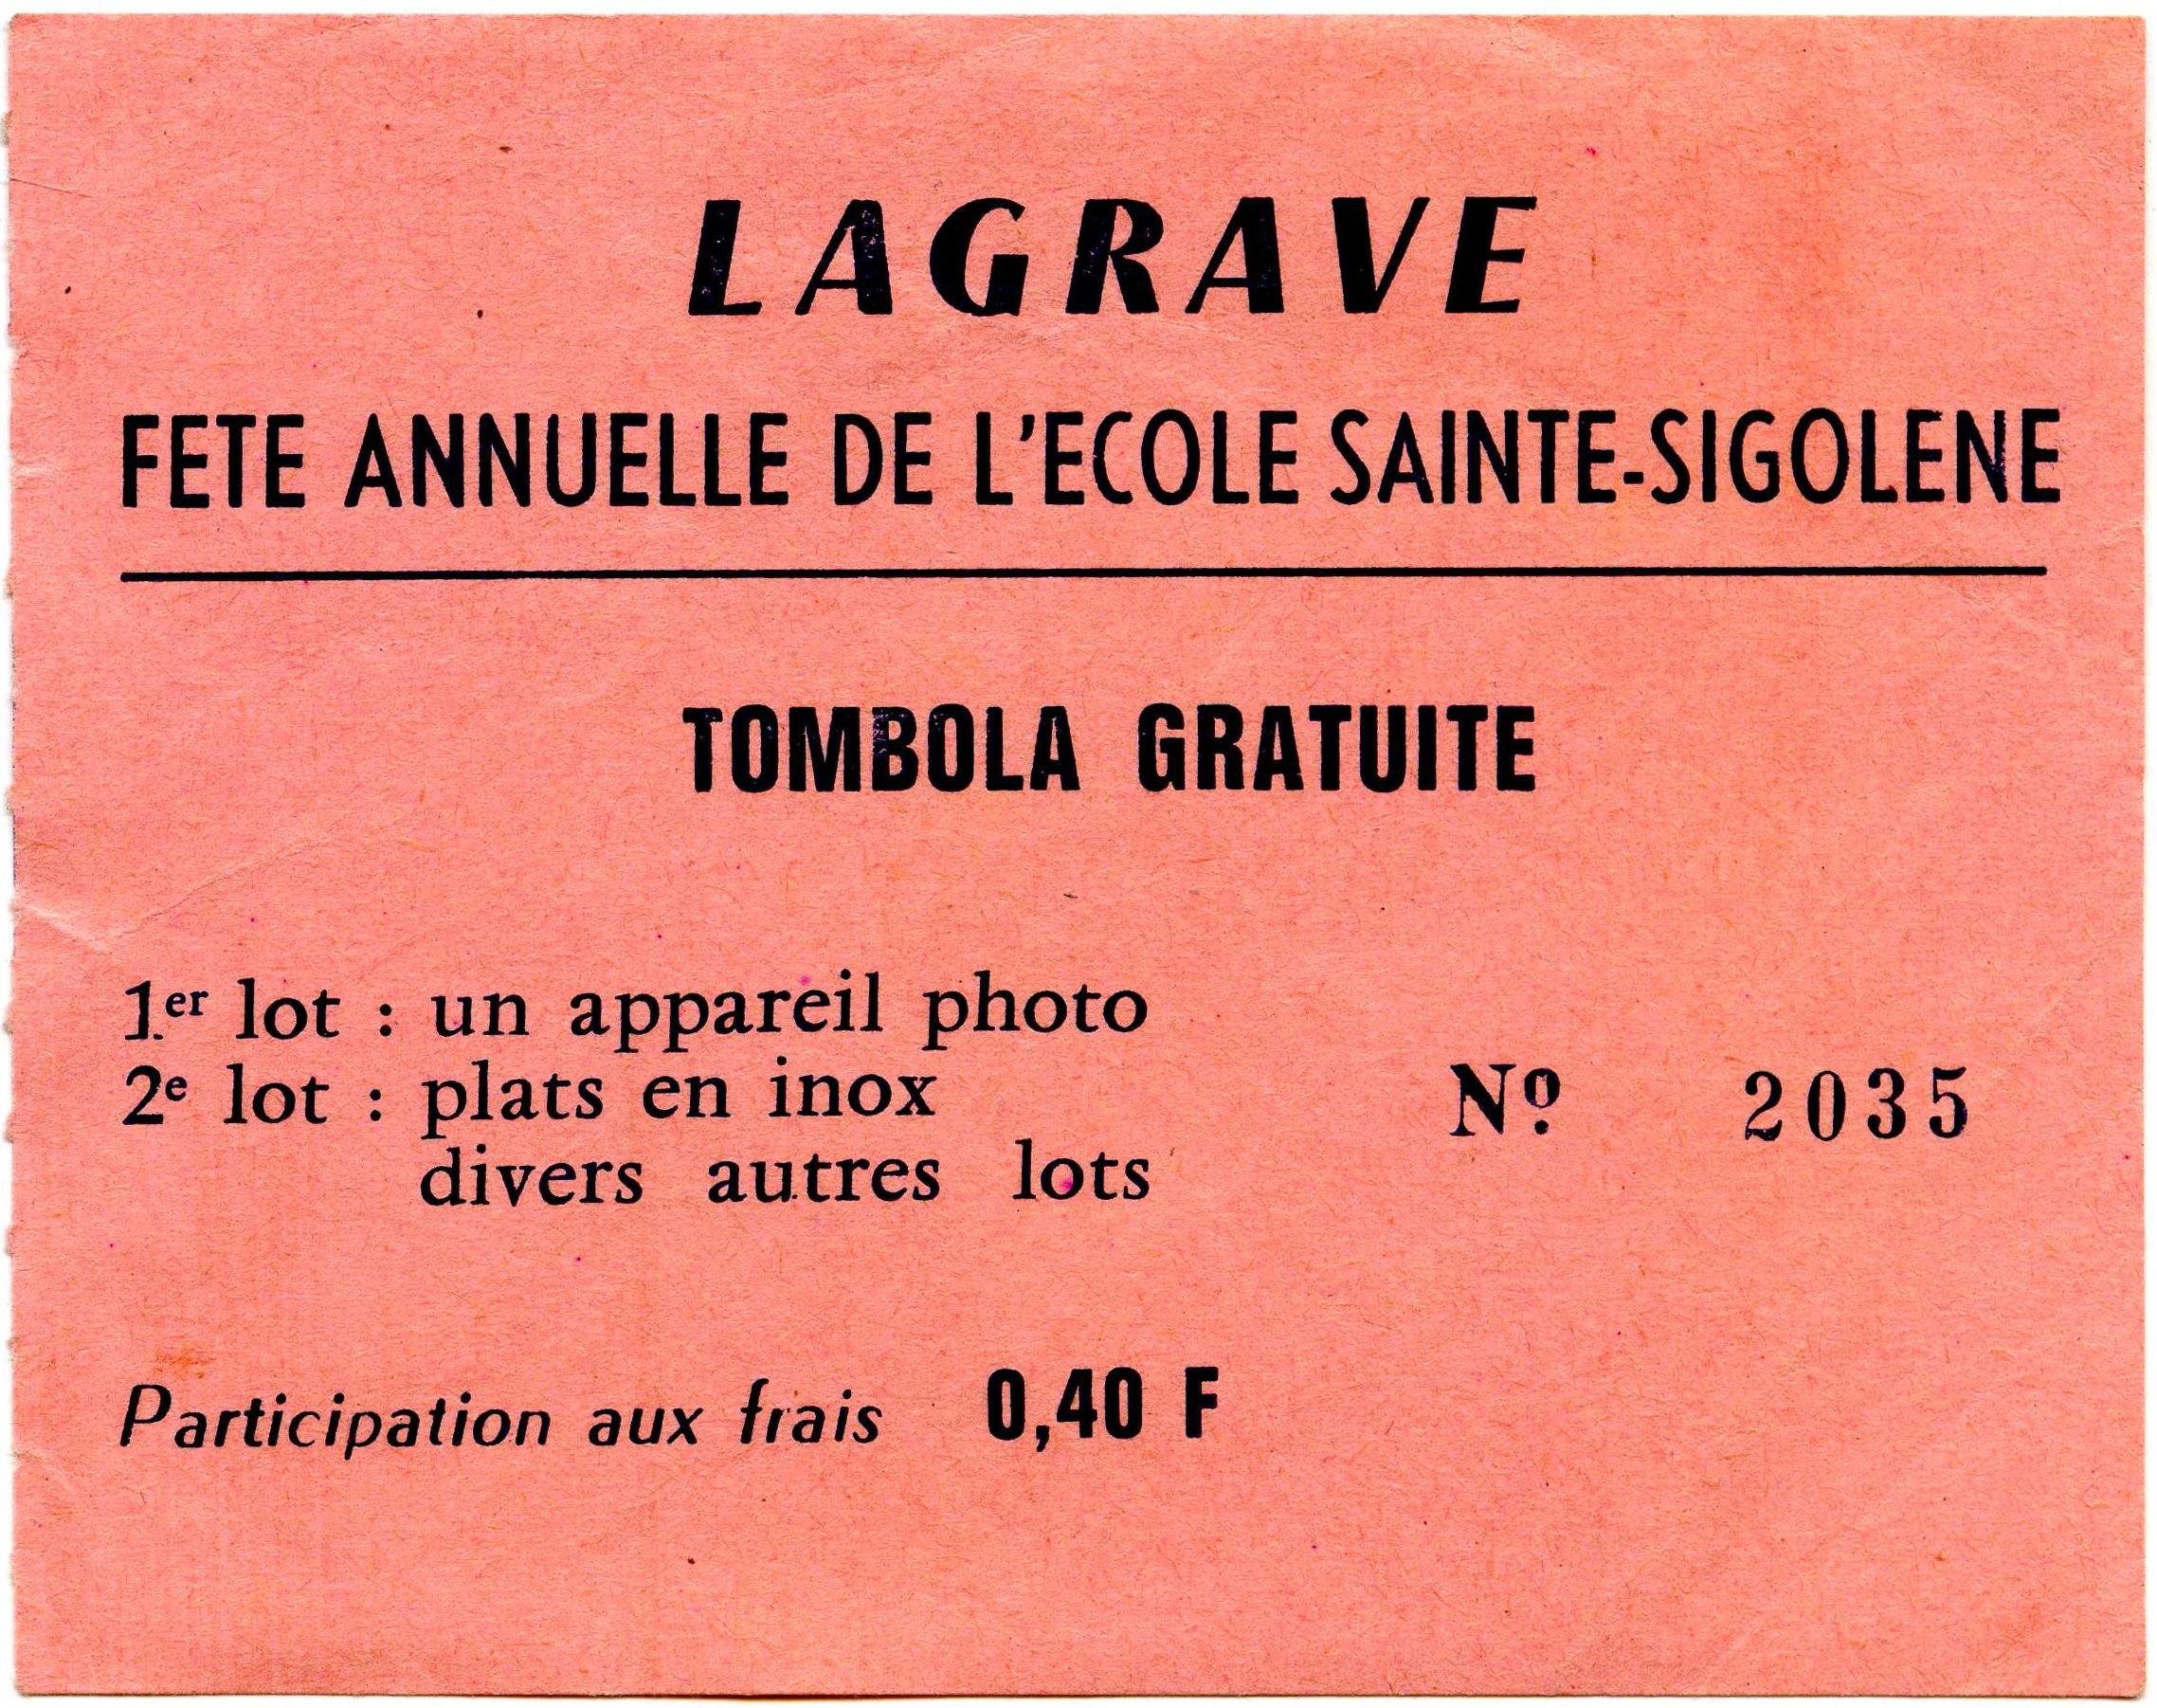 LAGRAVE
FETE ANNUELLE DE L'ECOLE SAINTE-SIGOLENE
TOMBOLA GRATUITE
1er lot : un appareil photo
2e lot : plats en inox
divers autres lots
Nº 2035
Participation aux frais 0,40 F